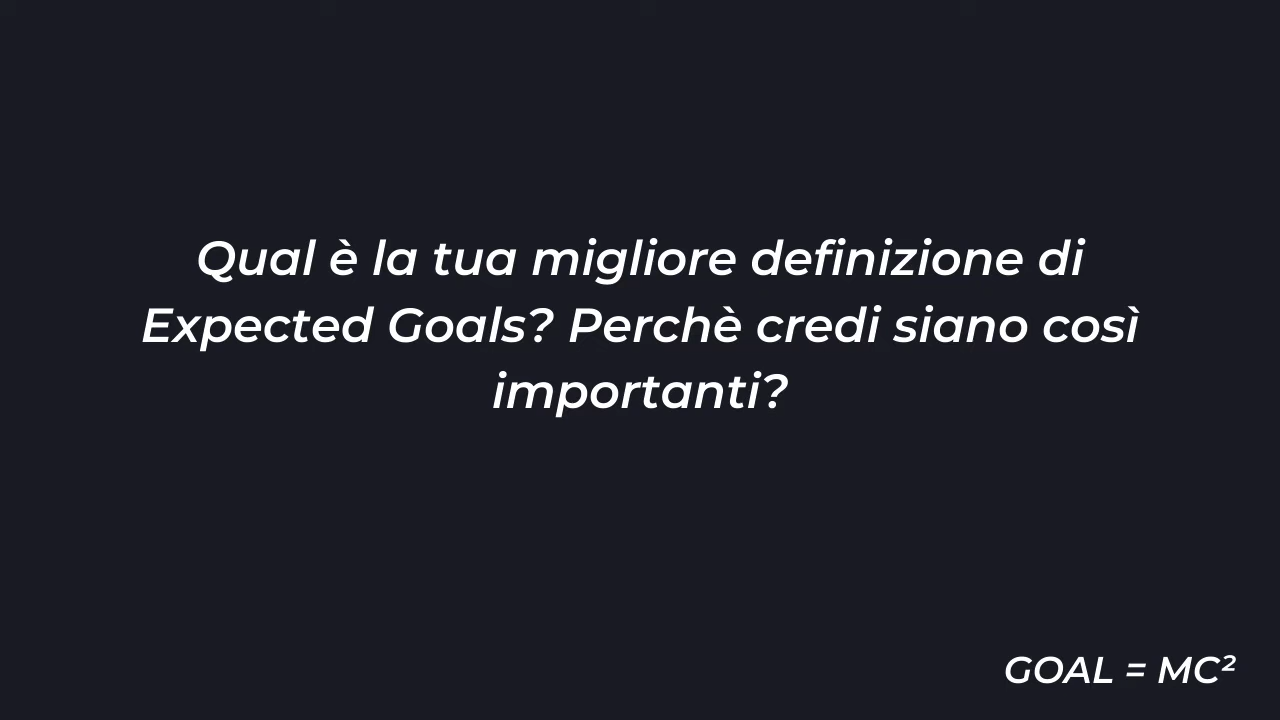 Qual è la tua migliore definizione di
Expected Goals? Perchè credi siano così
importanti?
GOAL = MC²